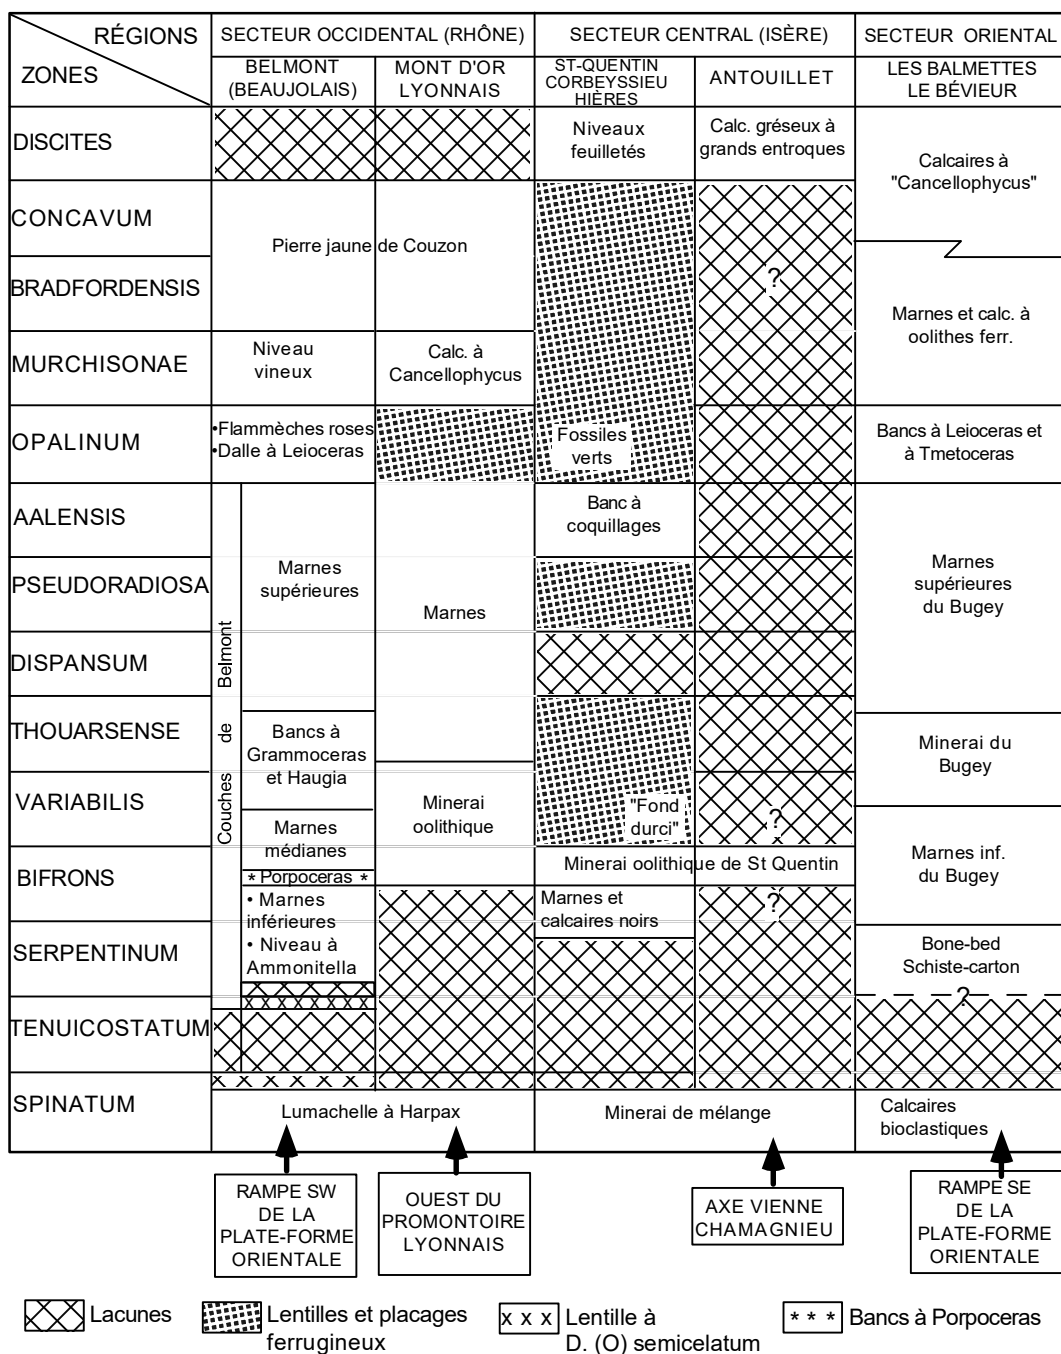 RÉGIONS
ZONES
SECTEUR OCCIDENTAL (RHÔNE)
SECTEUR CENTRAL (ISÈRE)
SECTEUR ORIENTAL
BELMONT
(BEAUJOLAIS)
MONT D'OR
LYONNAIS
ST-QUENTIN
CORBEYSSIEU
HIÈRES
ANTOUILLET
LES BALMETTES
LE BÉVIEUR
DISCITES
Niveaux
feuilletés
Calc. gréseux à
grands entroques
Calcaires à
"Cancellophycus"
CONCAVUM
Pierre jaune de Couzon
BRADFORDENSIS
?
Marnes et calc. à
oolithes ferr.
MURCHISONAE
Niveau
vineux
Calc. à
Cancellophycus
OPALINUM
•Flammèches roses
•Dalle à Leioceras
Fossiles
verts
Bancs à Leioceras et
à Tmetoceras
AALENSIS
Banc à
coquillages
PSEUDORADIOSA
Marnes
supérieures
Marnes
Marnes
supérieures
du Bugey
DISPANSUM
Couches de Belmont
THOUARSENSE
Bancs à
Grammoceras
et Haugia
Minerai du
Bugey
VARIABILIS
Minerai
oolithique
"Fond
durci"
?
Marnes
médianes
BIFRONS
* Porpoceras *
Minerai oolithique de St Quentin
Marnes inf.
du Bugey
• Marnes
inférieures
• Niveau à
Ammonitella
Marnes et
calcaires noirs
?
SERPENTINUM
Bone-bed
Schiste-carton
?
TENUICOSTATUM
x x x x x x x
SPINATUM
x x x x x x x
Lumachelle à Harpax
Minerai de mélange
Calcaires
bioclastiques
RAMPE SW
DE LA
PLATE-FORME
ORIENTALE
OUEST DU
PROMONTOIRE
LYONNAIS
AXE VIENNE
CHAMAGNIEU
RAMPE SE
DE LA
PLATE-FORME
ORIENTALE
Lacunes
Lentilles et placages
ferrugineux
x x x
Lentille à
D. (O) semicelatum
* * *
Bancs à Porpoceras